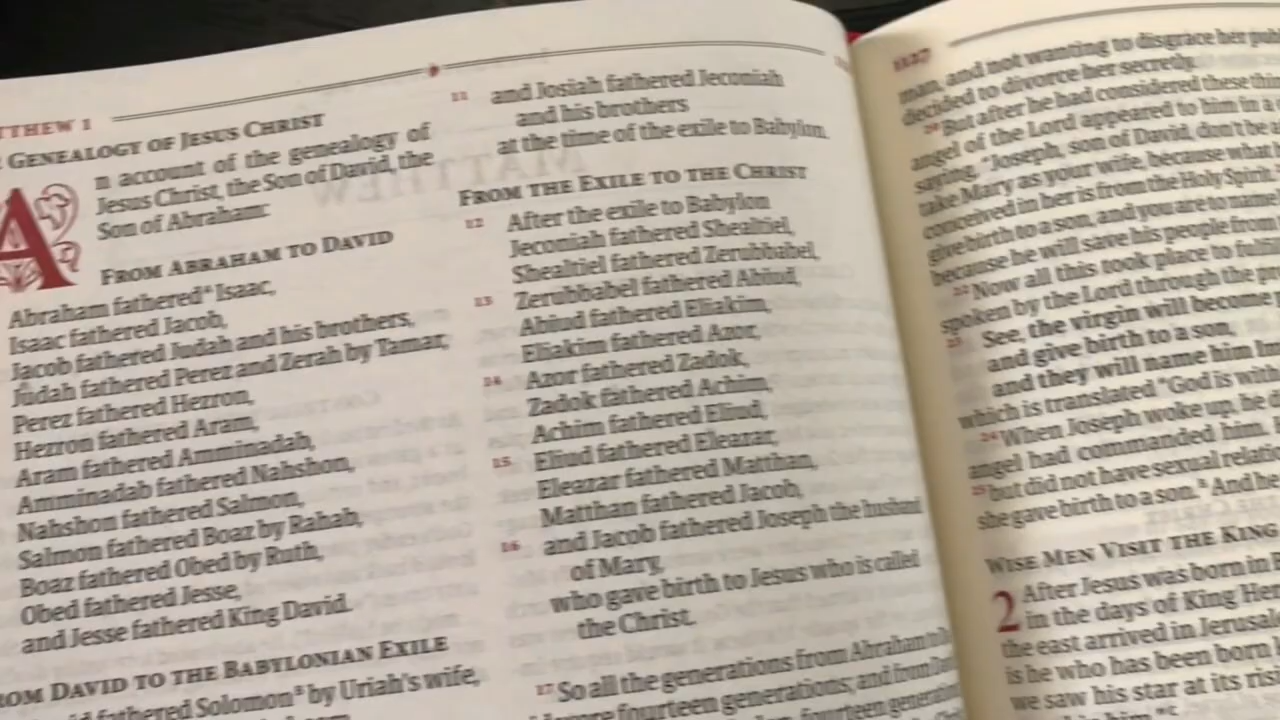 TTHEW 1
GENEALOGY OF JESUS CHRIST
An account of the genealogy of
Jesus Christ, the Son of David, the
Son of Abraham:
FROM ABRAHAM TO DAVID
Abraham fathered Isaac,
Isaac fathered Jacob,
Jacob fathered Judah and his brothers,
Judah fathered Perez and Zerah by Tamar,
Perez fathered Hezron,
Hezron fathered Aram,
Aram fathered Amminadab,
Amminadab fathered Nahshon,
Nahshon fathered Salmon,
Salmon fathered Boaz by Rahab,
Boaz fathered Obed by Ruth,
Obed fathered Jesse,
and Jesse fathered King David.
ROM DAVID TO THE BABYLONIAN EXILE
fathered Solomon by Uriah's wife,
11 and Josiah fathered Jeconiah
and his brothers
at the time of the exile to Babylon.
FROM THE EXILE TO THE CHRIST
12 After the exile to Babylon
Jeconiah fathered Shealtiel,
Shealtiel fathered Zerubbabel,
13 Zerubbabel fathered Abiud,
Abiud fathered Eliakim,
Eliakim fathered Azor,
14 Azor fathered Zadok,
Zadok fathered Achim,
Achim fathered Eliud,
15 Eliud fathered Eleazar,
Eleazar fathered Matthan,
Matthan fathered Jacob,
16 and Jacob fathered Joseph the husband
of Mary,
who gave birth to Jesus who is called
the Christ.
17 So all the generations from Abraham to
were fourteen generations; and from
fourteen
1127
man, and not wanting to disgrace her
decided to divorce her secretly.
20 But after he had considered these
angel of the Lord appeared to him in a
saying, "Joseph, son of David, don't be
take Mary as your wife, because what
conceived in her is from the Holy Spirit.
give birth to a son, and you are to name
because he will save his people from
22 Now all this took place to
spoken by the Lord through the
23 See, the virgin will become
and give birth to a son,
and they will name him
which is translated "God is with
24 When Joseph woke up, he
angel had commanded him.
25 but did not have sexual
she gave birth to a son. And he
WISE MEN VISIT THE KING
2 After Jesus was born in
in the days of King
the east arrived in
is he who has been born
we saw his star at its